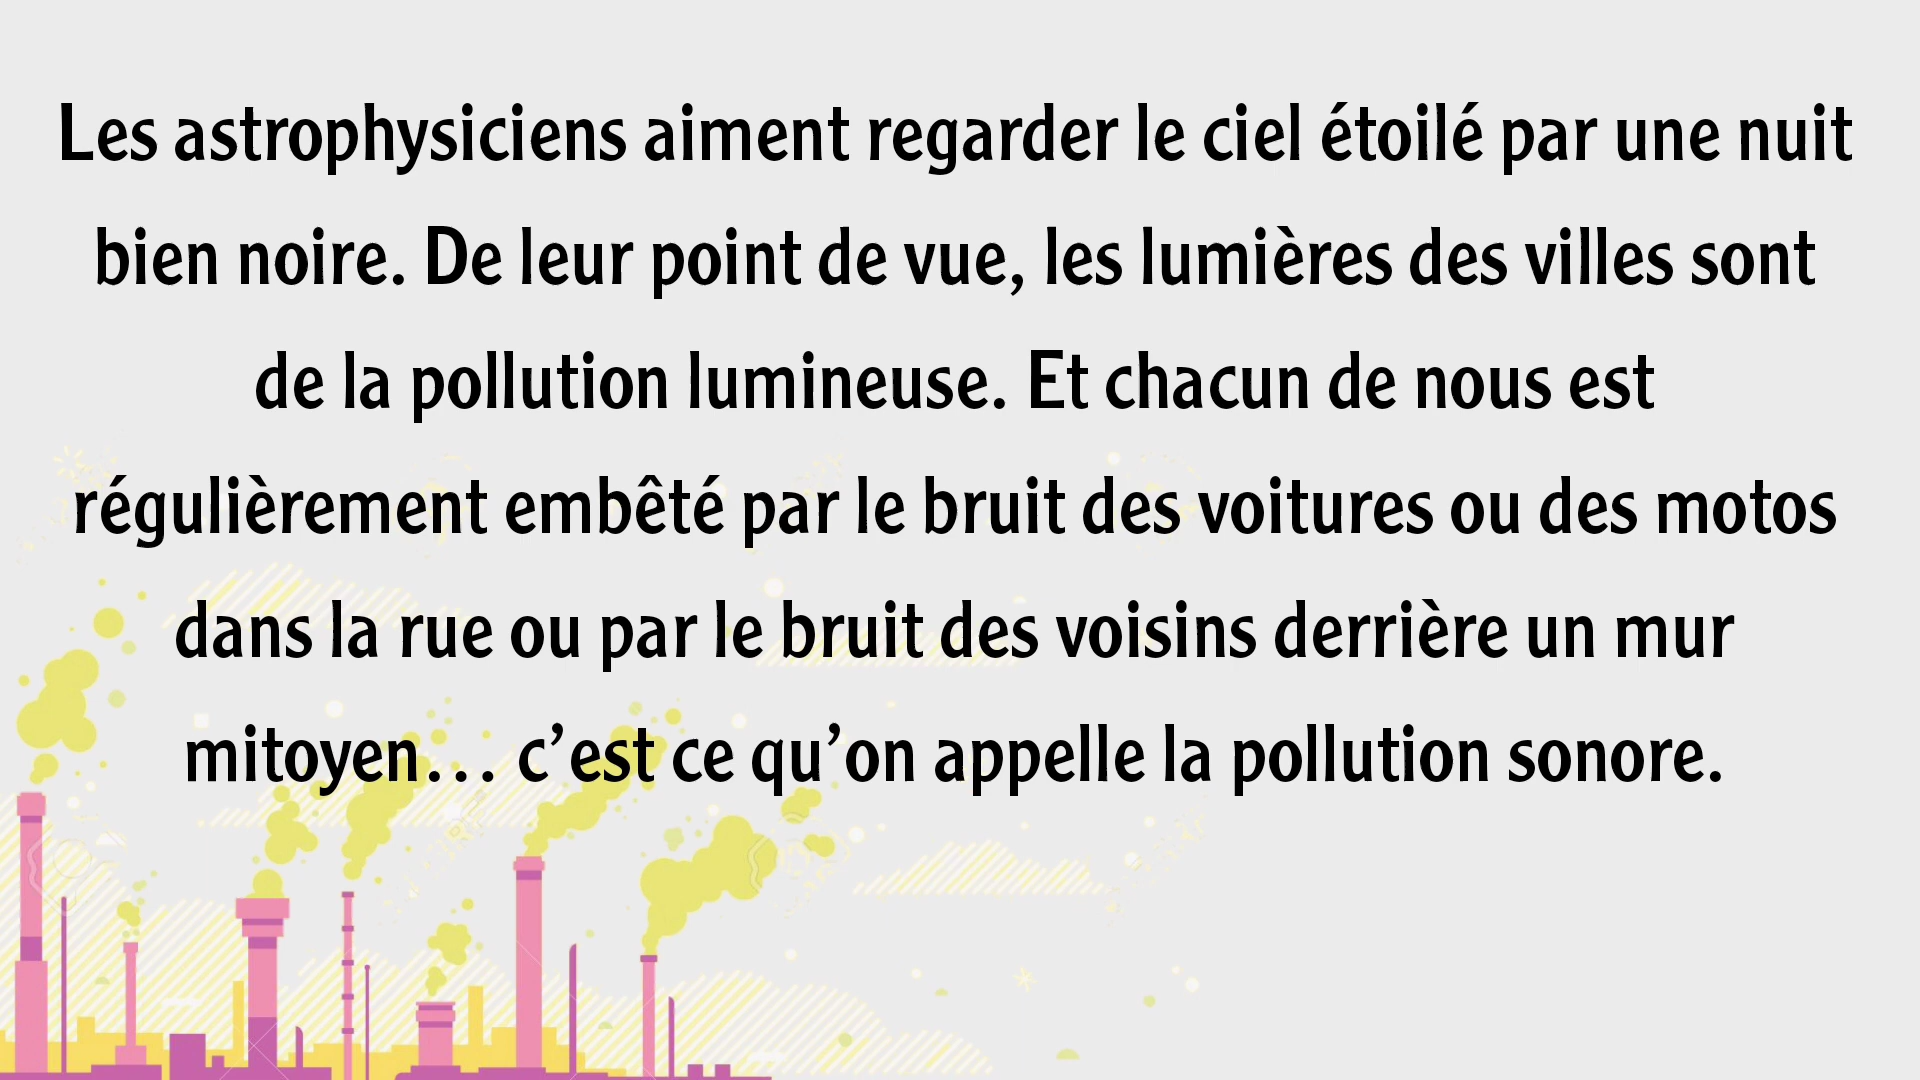 Les astrophysiciens aiment regarder le ciel étoilé par une nuit
bien noire. De leur point de vue, les lumières des villes sont
de la pollution lumineuse. Et chacun de nous est
régulièrement embêté par le bruit des voitures ou des motos
dans la rue ou par le bruit des voisins derrière un mur
mitoyen… c’est ce qu’on appelle la pollution sonore.